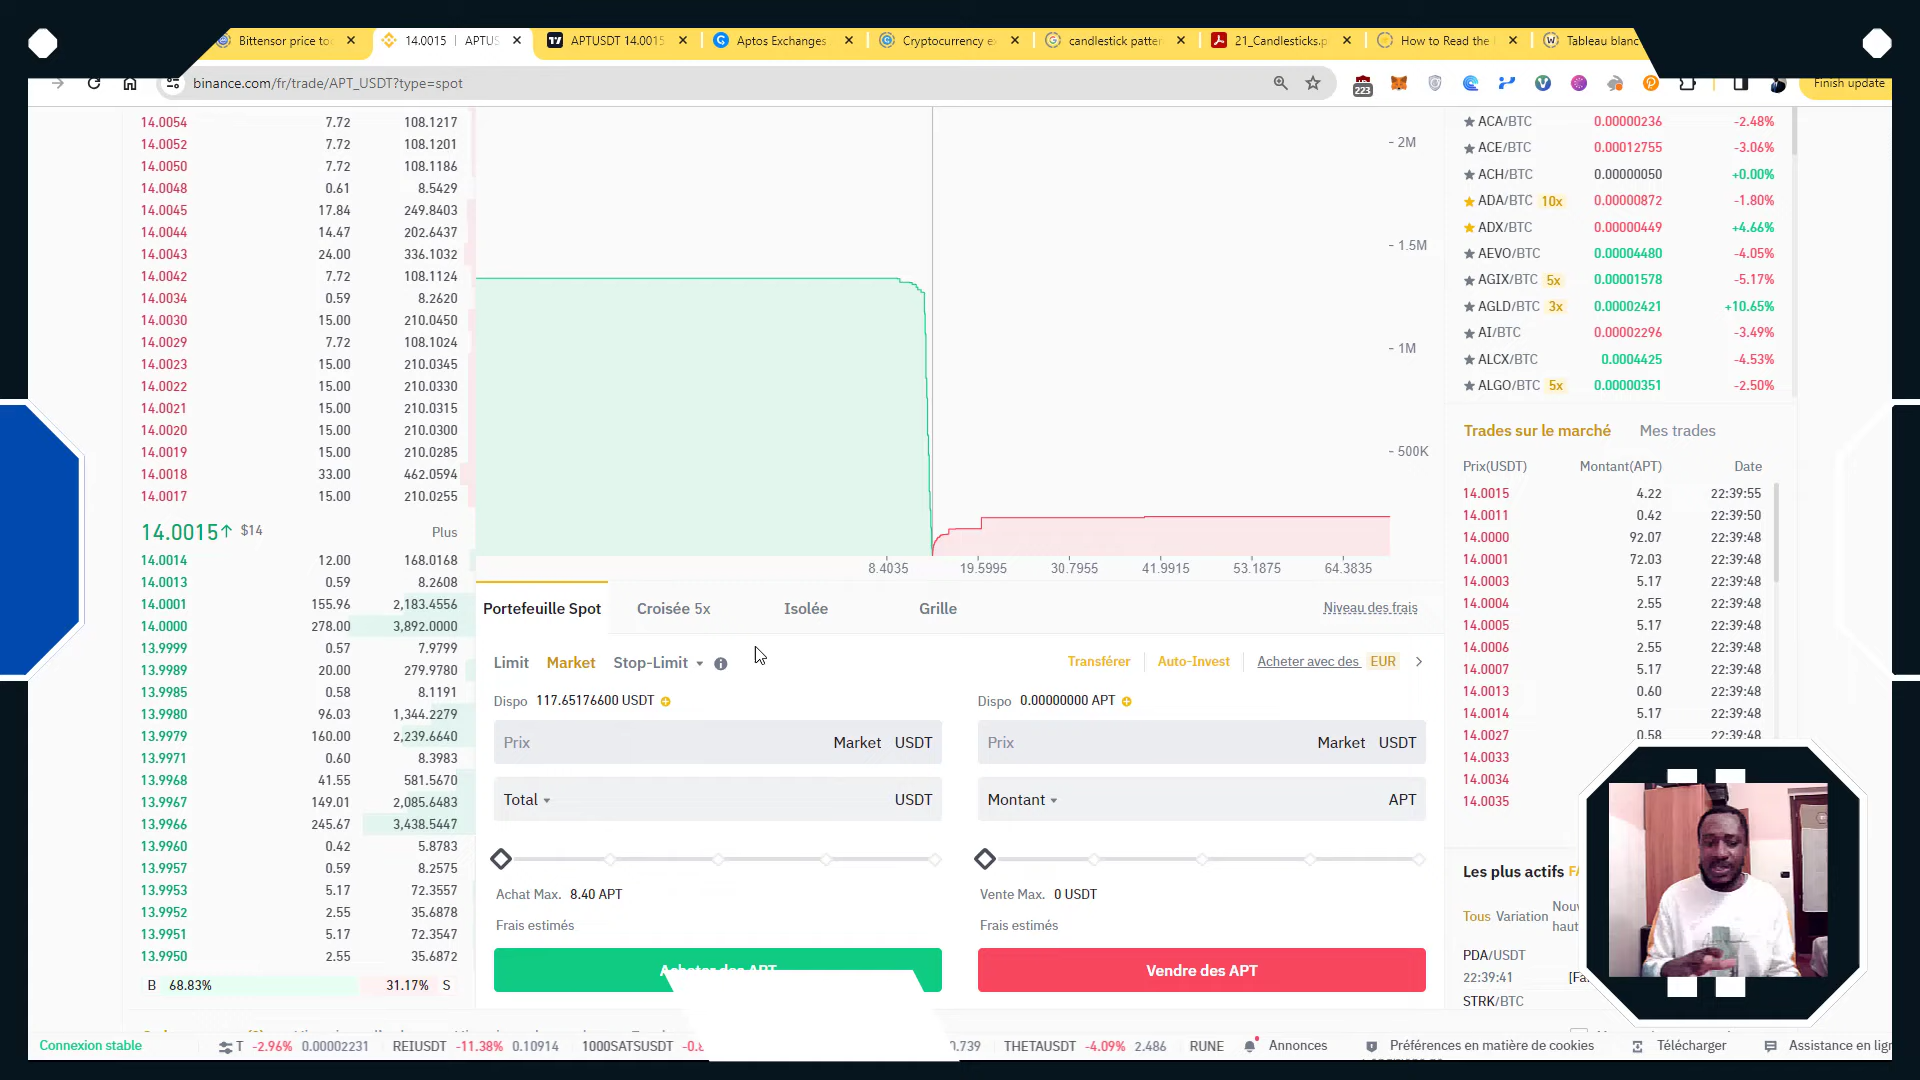 Bittensor price to
14.0015 | APTUS
APTUSDT 14.0015
Aptos Exchanges
Cryptocurrency e
candlestick patter
21_Candlesticks.p
How to Read the
Tableau blanc
binance.com/fr/trade/APT_USDT?type=spot
223
Finish update
14.0054 7.72 108.1217
14.0052 7.72 108.1201
14.0050 7.72 108.1186
14.0048 0.61 8.5429
14.0045 17.84 249.8403
14.0044 14.47 202.6437
14.0043 24.00 336.1032
14.0042 7.72 108.1124
14.0034 0.59 8.2620
14.0030 15.00 210.0450
14.0029 7.72 108.1024
14.0023 15.00 210.0345
14.0022 15.00 210.0330
14.0021 15.00 210.0315
14.0020 15.00 210.0300
14.0019 15.00 210.0285
14.0018 33.00 462.0594
14.0017 15.00 210.0255
14.0015↑ $14 Plus
14.0014 12.00 168.0168
14.0013 0.59 8.2608
14.0001 155.96 2,183.4556
14.0000 278.00 3,892.0000
13.9999 0.57 7.9799
13.9989 20.00 279.9780
13.9985 0.58 8.1191
13.9980 96.03 1,344.2279
13.9979 160.00 2,239.6640
13.9971 0.60 8.3983
13.9968 41.55 581.5670
13.9967 149.01 2,085.6483
13.9966 245.67 3,438.5447
13.9960 0.42 5.8783
13.9957 0.59 8.2575
13.9953 5.17 72.3557
13.9952 2.55 35.6878
13.9951 5.17 72.3547
13.9950 2.55 35.6872
B 68.83% 31.17% S
2M
1.5M
1M
500K
8.4035 19.5995 30.7955 41.9915 53.1875 64.3835
Portefeuille Spot Croisée 5x Isolée Grille Niveau des frais
Limit Market Stop-Limit
Transférer Auto-Invest Acheter avec des EUR
Dispo 117.65176600 USDT
Prix Market USDT
Total USDT
Achat Max. 8.40 APT
Frais estimés
Acheter des APT
Dispo 0.00000000 APT
Prix Market USDT
Montant APT
Vente Max. 0 USDT
Frais estimés
Vendre des APT
ACA/BTC 0.00000236 -2.48%
ACE/BTC 0.00012755 -3.06%
ACH/BTC 0.00000050 +0.00%
ADA/BTC 10x 0.00000872 -1.80%
ADX/BTC 0.00000449 +4.66%
AEVO/BTC 0.00004480 -4.05%
AGIX/BTC 5x 0.00001578 -5.17%
AGLD/BTC 3x 0.00002421 +10.65%
AI/BTC 0.00002296 -3.49%
ALCX/BTC 0.0004425 -4.53%
ALGO/BTC 5x 0.00000351 -2.50%
Trades sur le marché Mes trades
Prix(USDT) Montant(APT) Date
14.0015 4.22 22:39:55
14.0011 0.42 22:39:50
14.0000 92.07 22:39:48
14.0001 72.03 22:39:48
14.0003 5.17 22:39:48
14.0004 2.55 22:39:48
14.0005 5.17 22:39:48
14.0006 2.55 22:39:48
14.0007 5.17 22:39:48
14.0013 0.60 22:39:48
14.0014 5.17 22:39:48
14.0027 0.58 22:39:48
14.0033
14.0034
14.0035
Les plus actifs
Tous Variation Nouv
haut
PDA/USDT
22:39:41 [Fa
STRK/BTC
Connexion stable
T -2.96% 0.00002231 REIUSDT -11.38% 0.10914 1000SATSUSDT 0.739 THETAUSDT -4.09% 2.486 RUNE
Annonces Préférences en matière de cookies Télécharger Assistance en lign